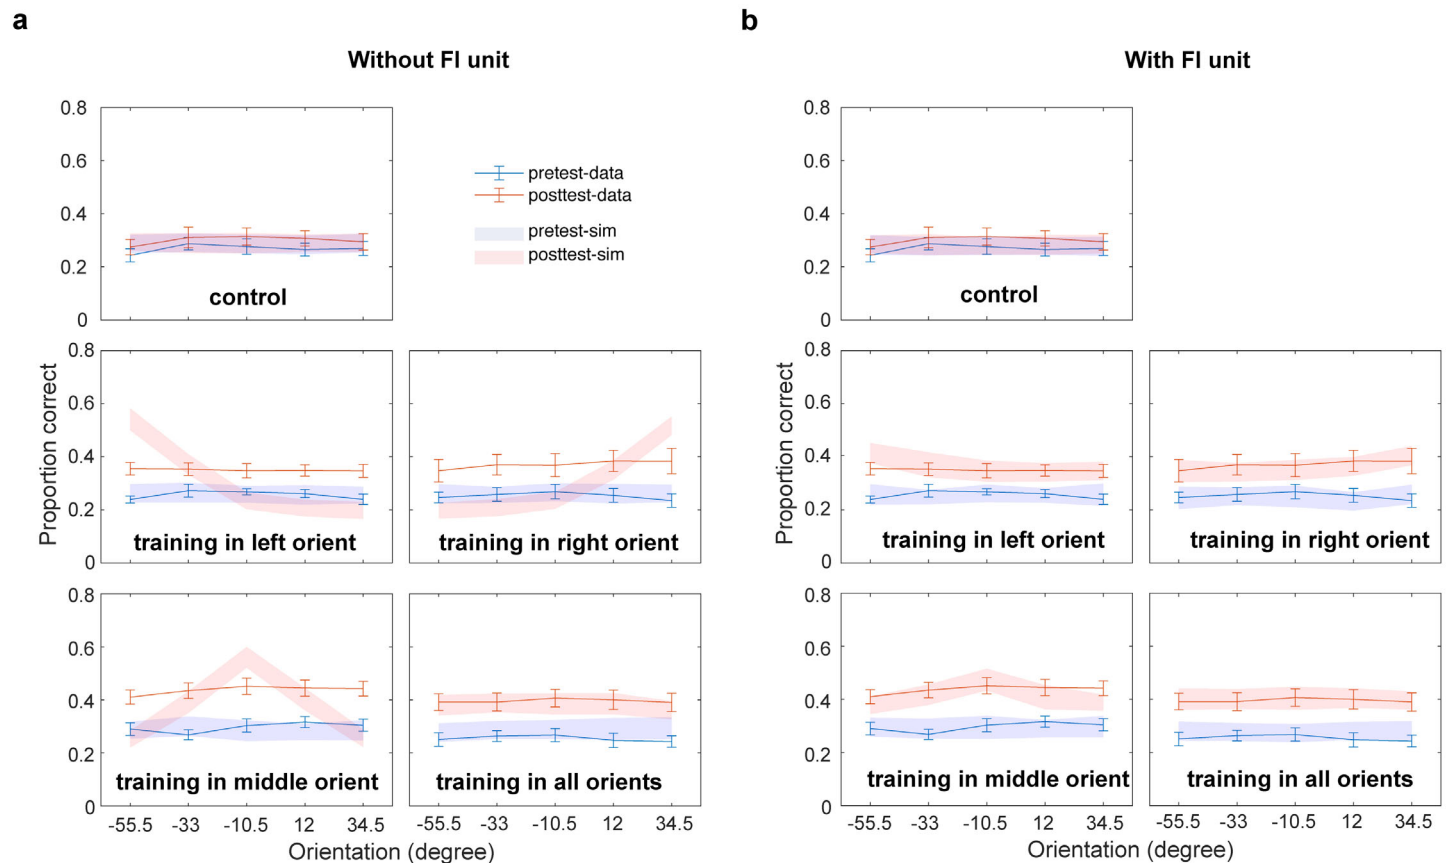 a
Without FI unit
0.8
0.6
0.4
0.2
0
control
pretest-data
posttest-data
pretest-sim
posttest-sim
Proportion correct
0.8
0.6
0.4
0.2
0
training in left orient
training in right orient
0.8
0.6
0.4
0.2
0
training in middle orient
training in all orients
-55.5 -33 -10.5 12 34.5
-55.5 -33 -10.5 12 34.5
Orientation (degree)
b
With FI unit
0.8
0.6
0.4
0.2
0
control
Proportion correct
0.8
0.6
0.4
0.2
0
training in left orient
training in right orient
0.8
0.6
0.4
0.2
0
training in middle orient
training in all orients
-55.5 -33 -10.5 12 34.5
-55.5 -33 -10.5 12 34.5
Orientation (degree)